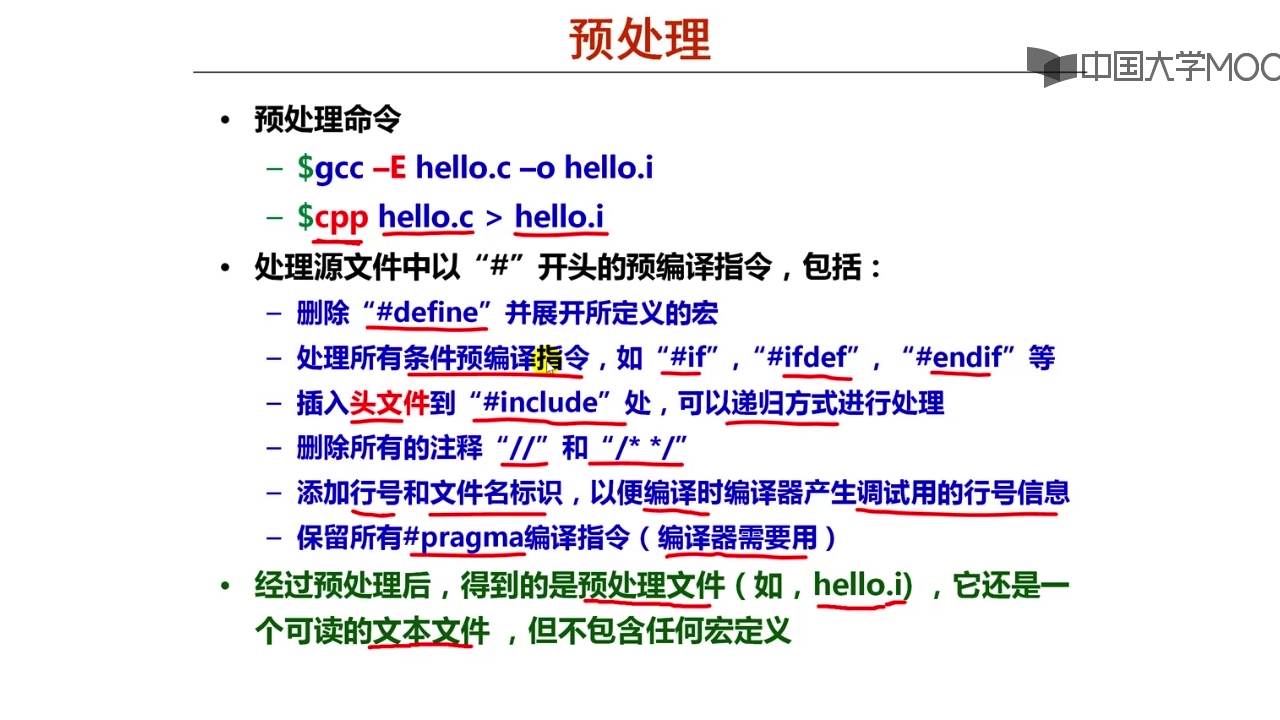 预处理
中国大学MOO
• 预处理命令
– $gcc –E hello.c –o hello.i
– $cpp hello.c > hello.i
• 处理源文件中以“#”开头的预编译指令，包括：
– 删除“#define”并展开所定义的宏
– 处理所有条件预编译指令，如“#if”，“#ifdef”，“#endif”等
– 插入头文件到“#include”处，可以递归方式进行处理
– 删除所有的注释“//”和“/* */”
– 添加行号和文件名标识，以便编译时编译器产生调试用的行号信息
– 保留所有#pragma编译指令（编译器需要用）
• 经过预处理后，得到的是预处理文件（如，hello.i），它还是一
个可读的文本文件 ，但不包含任何宏定义